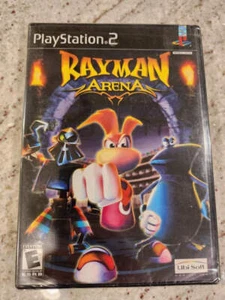 PlayStation 2
RAYMAN
ARENA
E
Ubi Soft